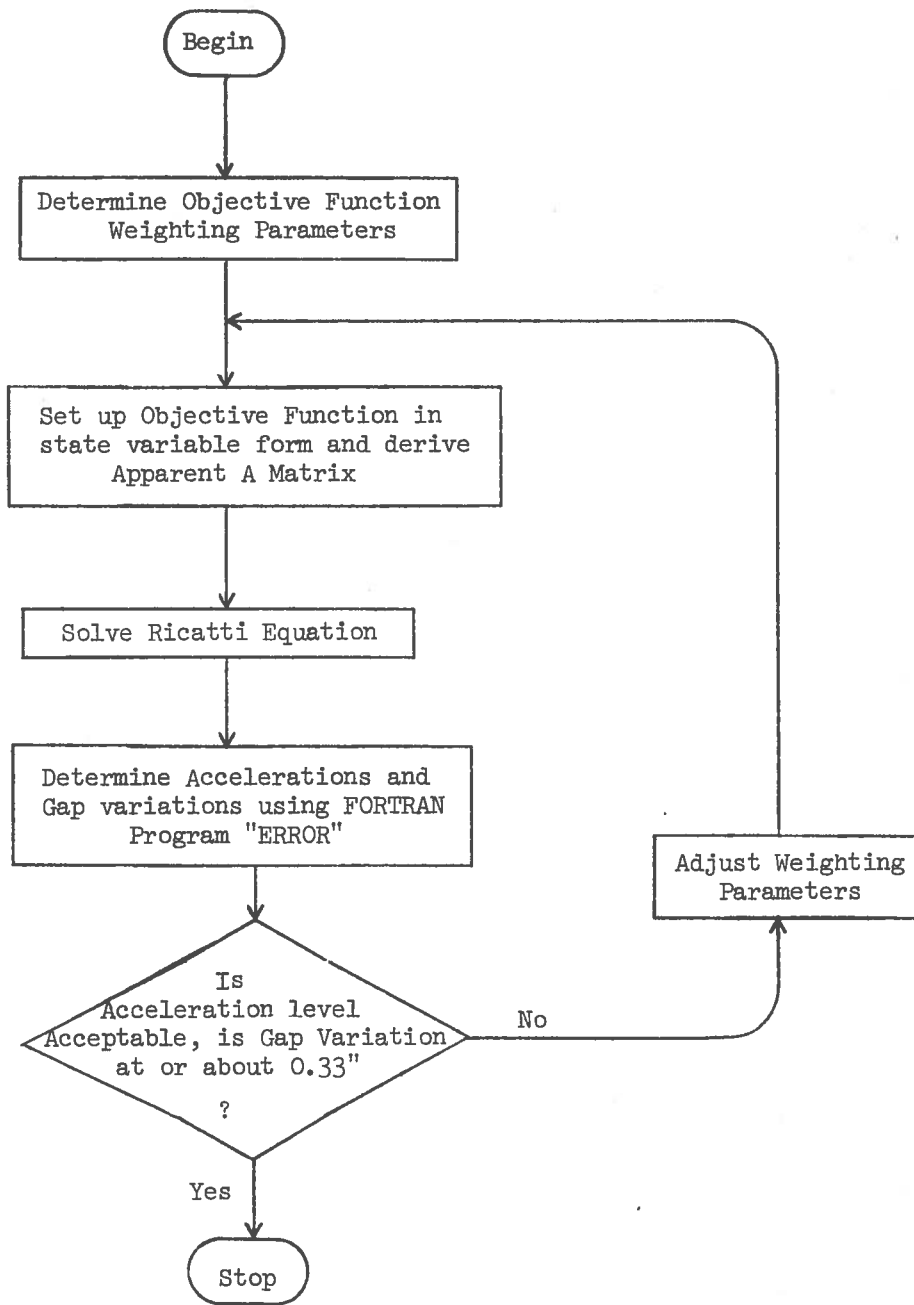 Begin
Determine Objective Function
Weighting Parameters
Set up Objective Function in
state variable form and derive
Apparent A Matrix
Solve Ricatti Equation
Determine Accelerations and
Gap variations using FORTRAN
Program "ERROR"
Adjust Weighting
Parameters
Is
Acceleration level
Acceptable, is Gap Variation
at or about 0.33"
?
No
Yes
Stop